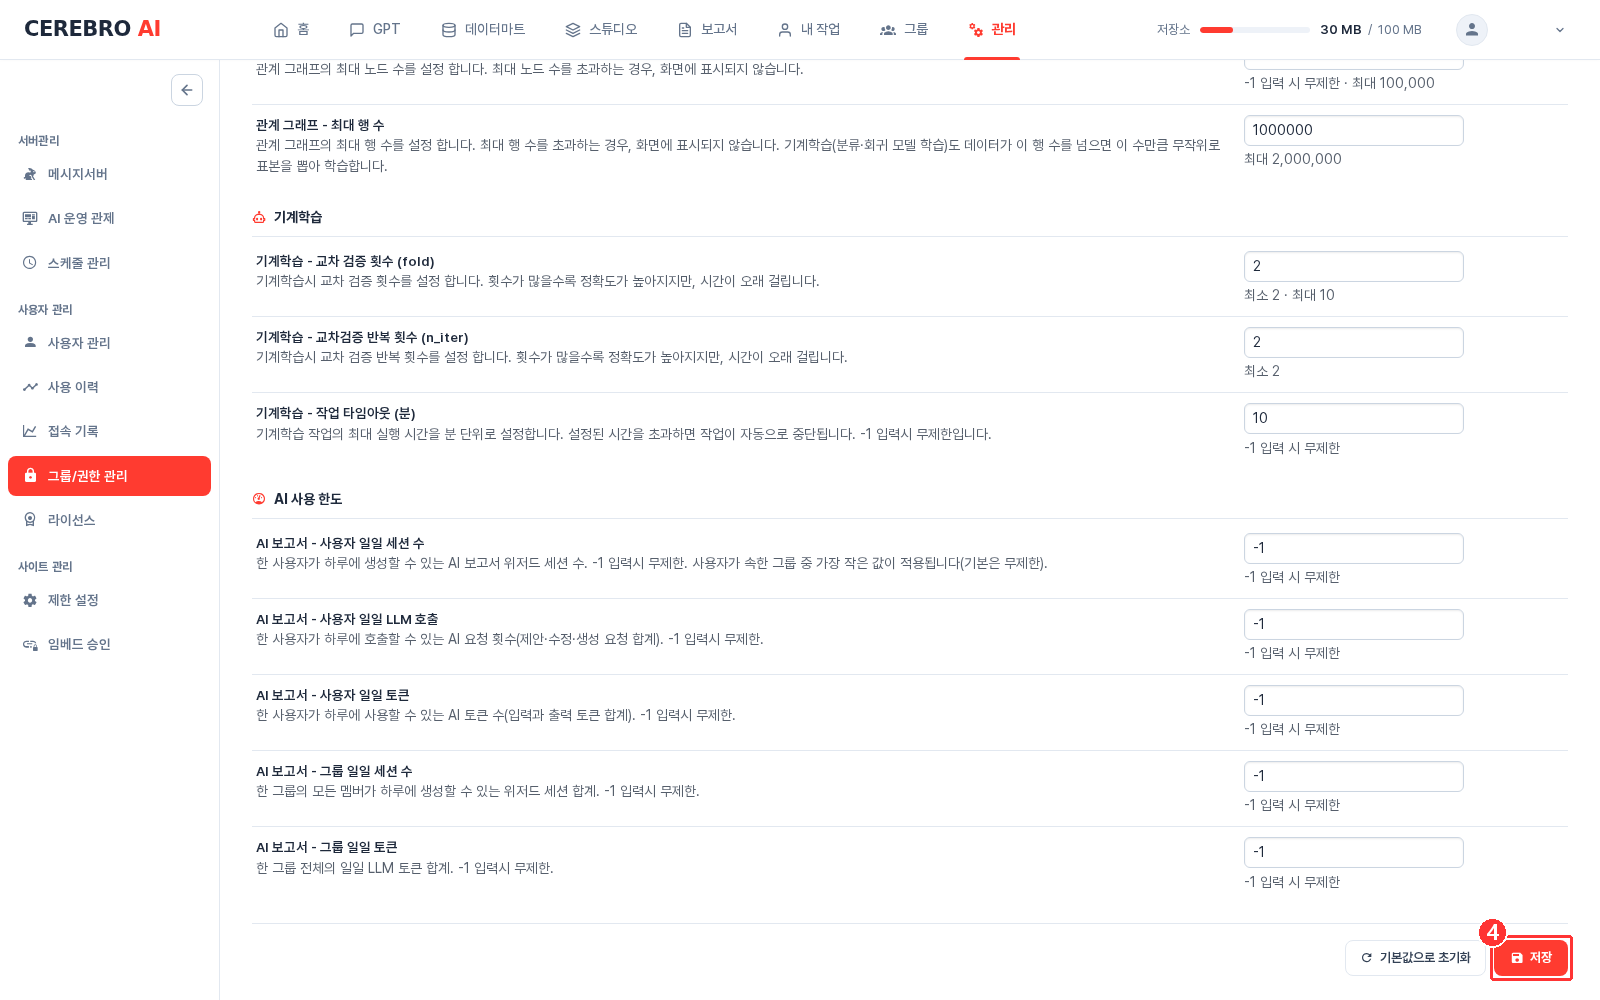 CEREBRO AI
홈
GPT
데이터마트
스튜디오
보고서
내 작업
그룹
관리
저장소
30 MB / 100 MB
서버관리
메시지서버
AI 운영 관제
스케줄 관리
사용자 관리
사용자 관리
사용 이력
접속 기록
그룹/권한 관리
라이선스
사이트 관리
제한 설정
임베드 승인
관계 그래프의 최대 노드 수를 설정 합니다. 최대 노드 수를 초과하는 경우, 화면에 표시되지 않습니다.
-1 입력 시 무제한 · 최대 100,000
관계 그래프 - 최대 행 수
관계 그래프의 최대 행 수를 설정 합니다. 최대 행 수를 초과하는 경우, 화면에 표시되지 않습니다. 기계학습(분류·회귀 모델 학습)도 데이터가 이 행 수를 넘으면 이 수만큼 무작위로
표본을 뽑아 학습합니다.
1000000
최대 2,000,000
기계학습
기계학습 - 교차 검증 횟수 (fold)
기계학습시 교차 검증 횟수를 설정 합니다. 횟수가 많을수록 정확도가 높아지지만, 시간이 오래 걸립니다.
2
최소 2 · 최대 10
기계학습 - 교차검증 반복 횟수 (n_iter)
기계학습시 교차 검증 반복 횟수를 설정 합니다. 횟수가 많을수록 정확도가 높아지지만, 시간이 오래 걸립니다.
2
최소 2
기계학습 - 작업 타임아웃 (분)
기계학습 작업의 최대 실행 시간을 분 단위로 설정합니다. 설정된 시간을 초과하면 작업이 자동으로 중단됩니다. -1 입력시 무제한입니다.
10
-1 입력 시 무제한
AI 사용 한도
AI 보고서 - 사용자 일일 세션 수
한 사용자가 하루에 생성할 수 있는 AI 보고서 위저드 세션 수. -1 입력시 무제한. 사용자가 속한 그룹 중 가장 작은 값이 적용됩니다(기본은 무제한).
-1
-1 입력 시 무제한
AI 보고서 - 사용자 일일 LLM 호출
한 사용자가 하루에 호출할 수 있는 AI 요청 횟수(제안·수정·생성 요청 합계). -1 입력시 무제한.
-1
-1 입력 시 무제한
AI 보고서 - 사용자 일일 토큰
한 사용자가 하루에 사용할 수 있는 AI 토큰 수(입력과 출력 토큰 합계). -1 입력시 무제한.
-1
-1 입력 시 무제한
AI 보고서 - 그룹 일일 세션 수
한 그룹의 모든 멤버가 하루에 생성할 수 있는 위저드 세션 합계. -1 입력시 무제한.
-1
-1 입력 시 무제한
AI 보고서 - 그룹 일일 토큰
한 그룹 전체의 일일 LLM 토큰 합계. -1 입력시 무제한.
-1
-1 입력 시 무제한
4
기본값으로 초기화
저장